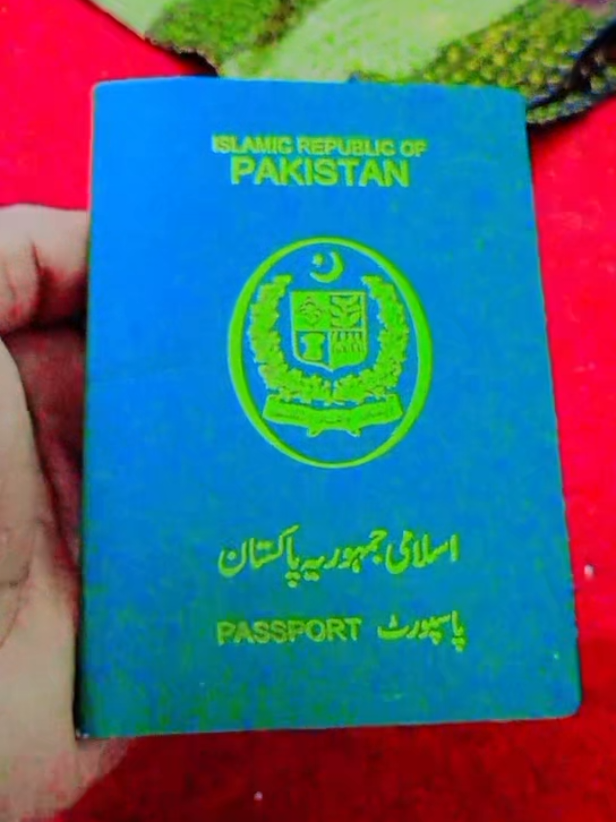 ISLAMIC REPUBLIC OF
PAKISTAN
اسلامی جمہوریہ پاکستان
PASSPORT پاسپورٹ